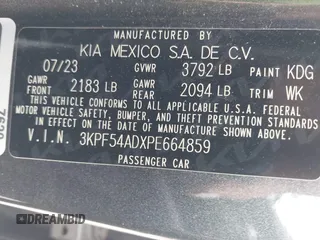 MANUFACTURED BY
KIA MEXICO S.A. DE C.V.
07/23 GVWR 3792 LB PAINT KDG
GAWR FRONT 2183 LB GAWR REAR 2094 LB TRIM WK
THIS VEHICLE CONFORMS TO ALL APPLICABLE U.S.A. FEDERAL
MOTOR VEHICLE SAFETY, BUMPER, AND THEFT PREVENTION STANDARDS
IN EFFECT ON THE DATE OF MANUFACTURE SHOWN ABOVE.
V.I.N. 3KPF54ADXPE664859
PASSENGER CAR
DREAMBID.COM